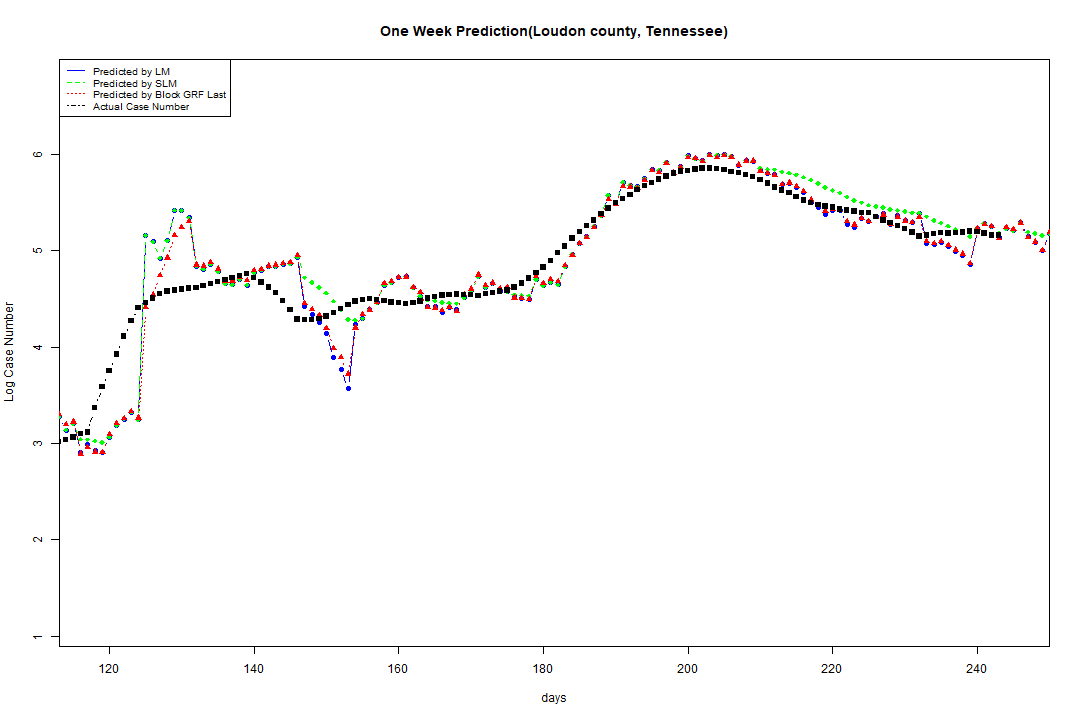 One Week Prediction(Loudon county, Tennessee)
Predicted by LM
Predicted by SLM
Predicted by Block GRF Last
Actual Case Number
Log Case Number
6
5
4
3
2
1
120 140 160 180 200 220 240
days